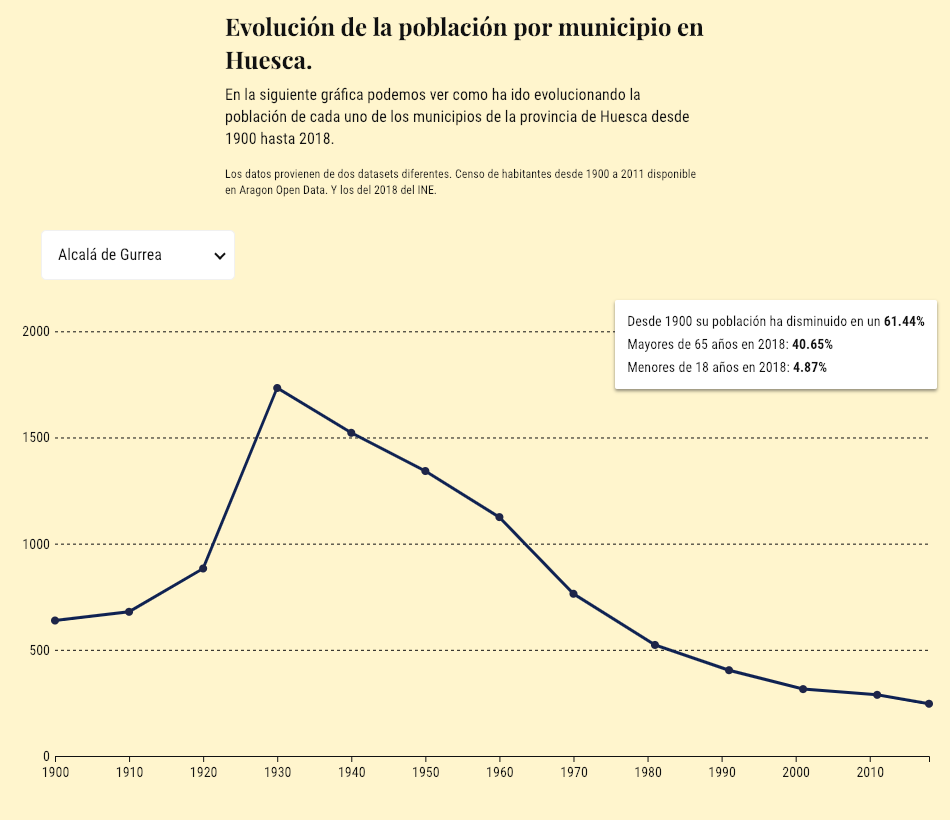 Evolución de la población por municipio en
Huesca.
En la siguiente gráfica podemos ver como ha ido evolucionando la
población de cada uno de los municipios de la provincia de Huesca desde
1900 hasta 2018.
Los datos provienen de dos datasets diferentes. Censo de habitantes desde 1900 a 2011 disponible
en Aragon Open Data. Y los del 2018 del INE.
Alcalá de Gurrea
Desde 1900 su población ha disminuido en un 61.44%
Mayores de 65 años en 2018: 40.65%
Menores de 18 años en 2018: 4.87%
2000
1500
1000
500
0
1900 1910 1920 1930 1940 1950 1960 1970 1980 1990 2000 2010